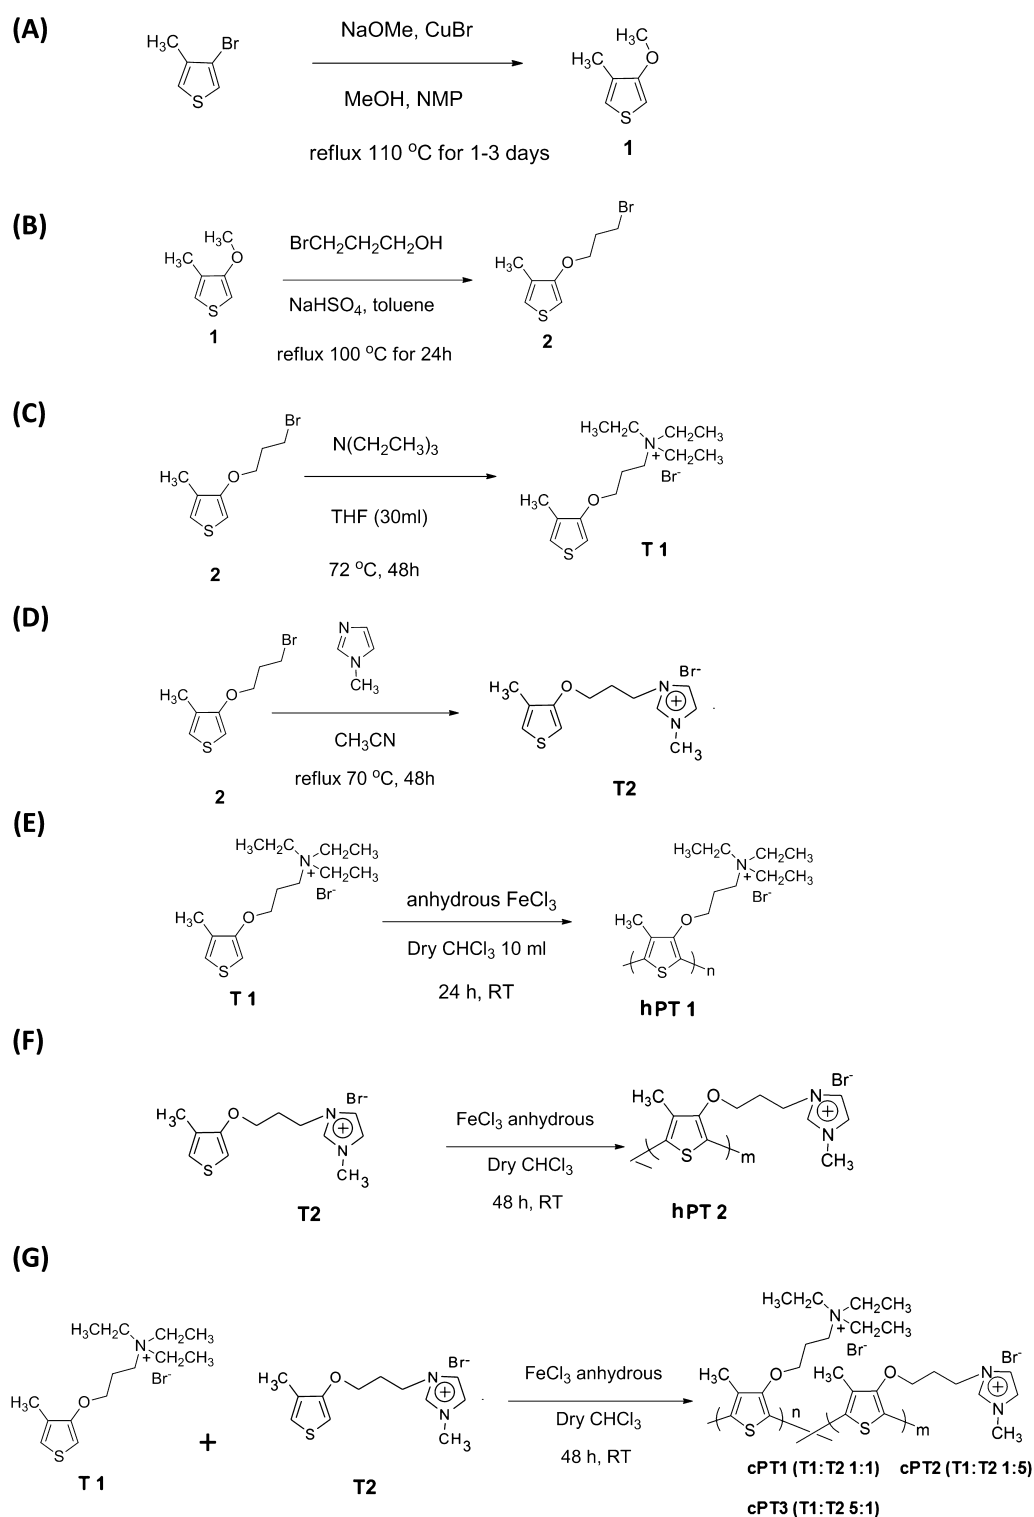 (A)
H₃C Br
S
NaOMe, CuBr
MeOH, NMP
reflux 110 °C for 1-3 days
H₃C
H₃C O
S
1
(B)
H₃C
H₃C O
S
1
BrCH₂CH₂CH₂OH
NaHSO₄, toluene
reflux 100 °C for 24h
Br
H₃C O
S
2
(C)
Br
H₃C O
S
2
N(CH₂CH₃)₃
THF (30ml)
72 °C, 48h
H₃CH₂C CH₂CH₃
N
+ CH₂CH₃
Br⁻
H₃C O
S
T 1
(D)
Br
H₃C O
S
2
N
N
CH₃
CH₃CN
reflux 70 °C, 48h
Br⁻
H₃C O N
+
S N
CH₃
T2
(E)
H₃CH₂C CH₂CH₃
N
+ CH₂CH₃
Br⁻
H₃C O
S
T 1
anhydrous FeCl₃
Dry CHCl₃ 10 ml
24 h, RT
H₃CH₂C CH₂CH₃
N
+ CH₂CH₃
Br⁻
H₃C O
( S )n
hPT 1
(F)
Br⁻
H₃C O N
+
S N
CH₃
T2
FeCl₃ anhydrous
Dry CHCl₃
48 h, RT
Br⁻
H₃C O N
+
( S )m N
CH₃
hPT 2
(G)
H₃CH₂C CH₂CH₃
N
+ CH₂CH₃
Br⁻
H₃C O
S
T 1
+
Br⁻
H₃C O N
+
S N
CH₃
T2
FeCl₃ anhydrous
Dry CHCl₃
48 h, RT
H₃CH₂C CH₂CH₃
N
+ CH₂CH₃
Br⁻ Br⁻
H₃C O H₃C O N
+
( S )n ( S )m N
CH₃
cPT1 (T1:T2 1:1) cPT2 (T1:T2 1:5)
cPT3 (T1:T2 5:1)